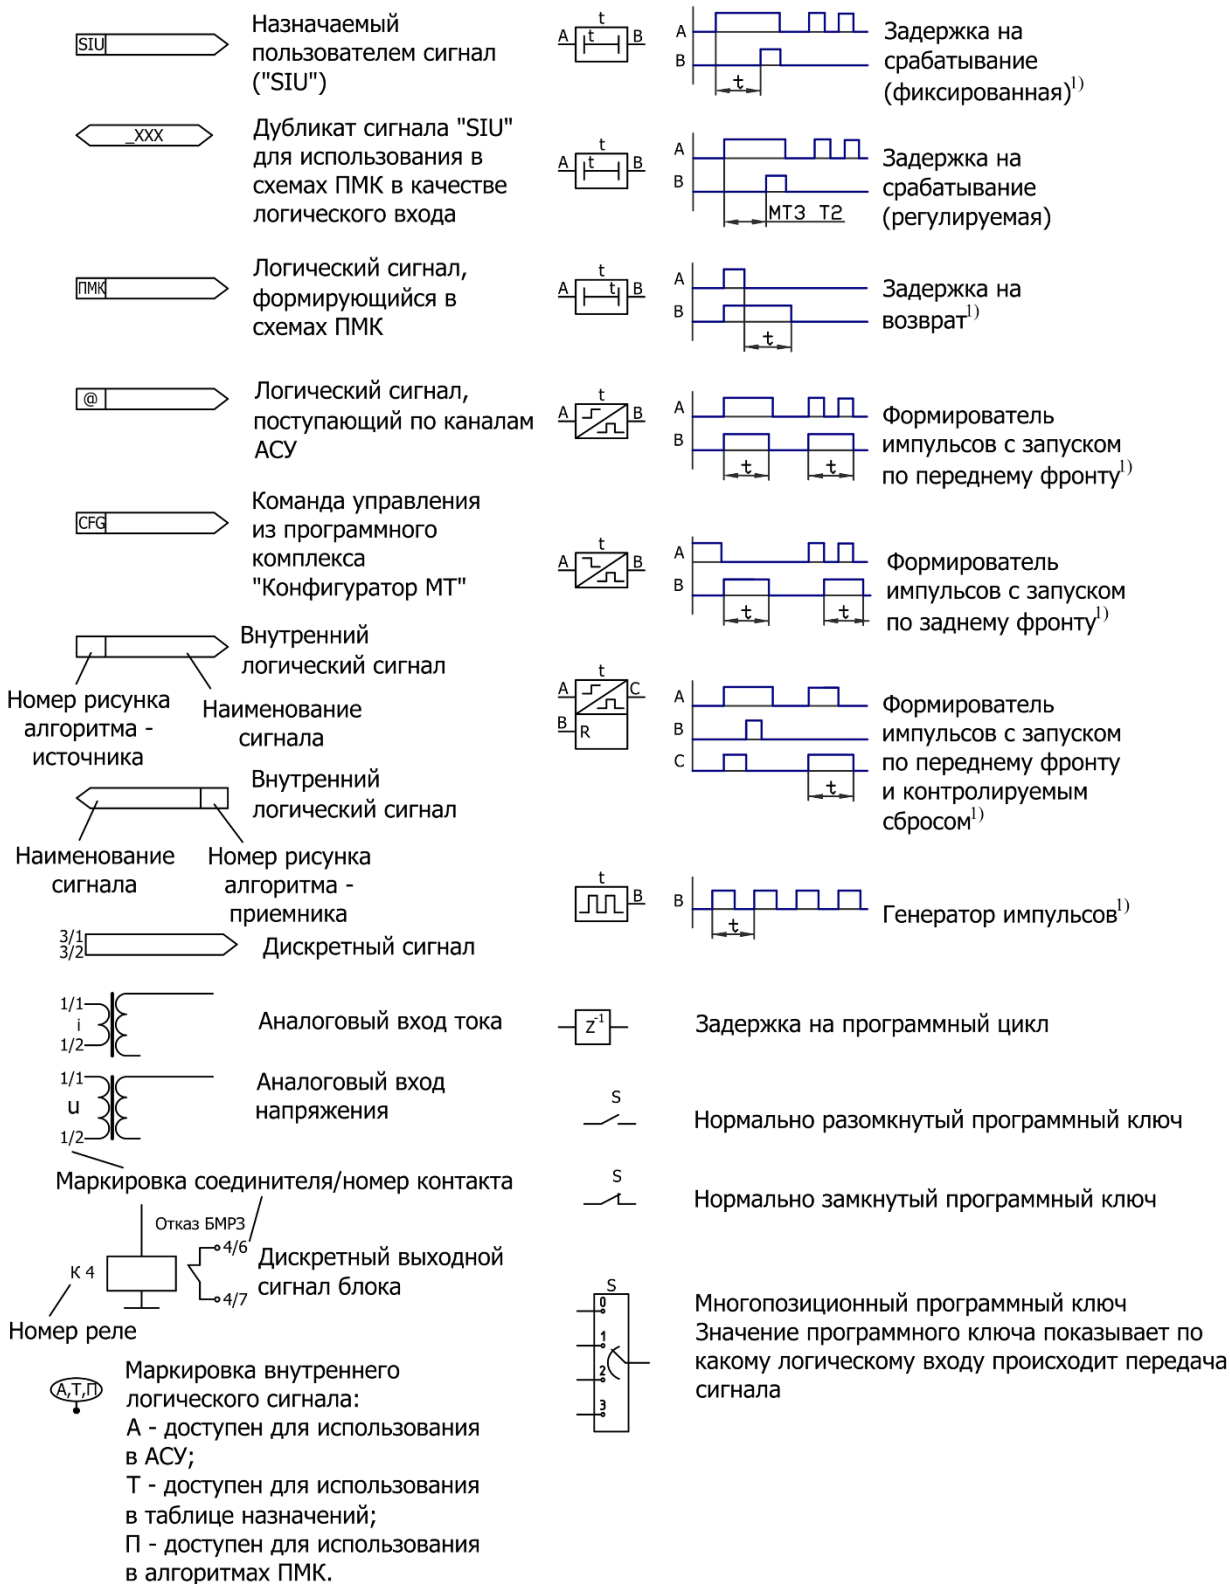 SIU
Назначаемый
пользователем сигнал
("SIU")
_XXX
Дубликат сигнала "SIU"
для использования в
схемах ПМК в качестве
логического входа
ПМК
Логический сигнал,
формирующийся в
схемах ПМК
@
Логический сигнал,
поступающий по каналам
АСУ
CFG
Команда управления
из программного
комплекса
"Конфигуратор МТ"
Внутренний
логический сигнал
Номер рисунка
алгоритма -
источника
Наименование
сигнала
Внутренний
логический сигнал
Наименование
сигнала
Номер рисунка
алгоритма -
приемника
3/1
3/2
Дискретный сигнал
1/1
i
1/2
Аналоговый вход тока
1/1
u
1/2
Аналоговый вход
напряжения
Маркировка соединителя/номер контакта
Отказ БМРЗ
К 4
4/6
4/7
Дискретный выходной
сигнал блока
Номер реле
А,Т,П
Маркировка внутреннего
логического сигнала:
А - доступен для использования
в АСУ;
Т - доступен для использования
в таблице назначений;
П - доступен для использования
в алгоритмах ПМК.
t
A t B
A
B
t
Задержка на
срабатывание
(фиксированная)1)
t
A t B
A
B
МТЗ Т2
Задержка на
срабатывание
(регулируемая)
t
A t B
A
B
t
Задержка на
возврат1)
t
A B
A
B
t t
Формирователь
импульсов с запуском
по переднему фронту1)
t
A B
A
B
t t
Формирователь
импульсов с запуском
по заднему фронту1)
t
A C
B R
A
B
C
t
Формирователь
импульсов с запуском
по переднему фронту
и контролируемым
сбросом1)
t
B
B
t
Генератор импульсов1)
Z-1
Задержка на программный цикл
S
Нормально разомкнутый программный ключ
S
Нормально замкнутый программный ключ
S
0
1
2
3
Многопозиционный программный ключ
Значение программного ключа показывает по
какому логическому входу происходит передача
сигнала